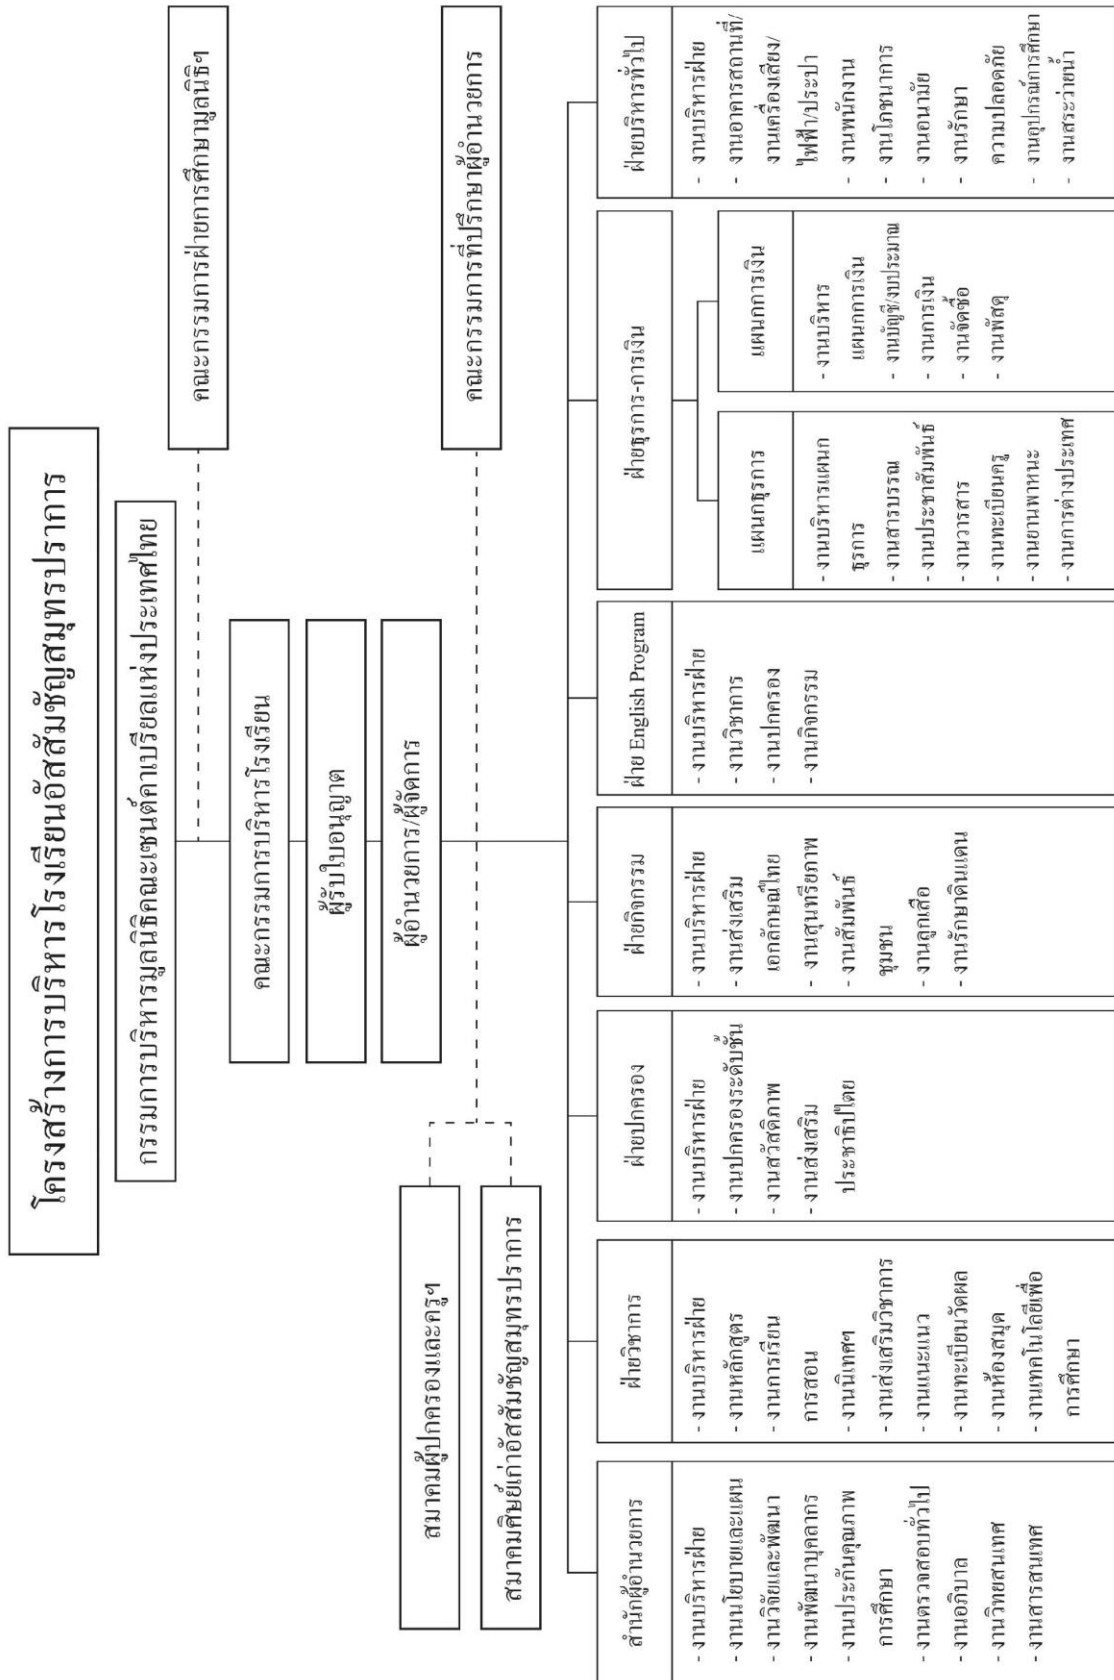 โครงสร้างการบริหารโรงเรียนอัสสัมชัญสมุทรปราการ
กรรมการบริหารมูลนิธิคณะเซนต์คาเบรียลแห่งประเทศไทย
คณะกรรมการฝ่ายการศึกษามูลนิธิฯ
คณะกรรมการบริหารโรงเรียน
ผู้รับใบอนุญาต
ผู้อำนวยการ/ผู้จัดการ
สมาคมผู้ปกครองและครูฯ
สมาคมศิษย์เก่าอัสสัมชัญสมุทรปราการ
คณะกรรมการที่ปรึกษาผู้อำนวยการ
สำนักผู้อำนวยการ
- งานบริหารฝ่าย
- งานนโยบายและแผน
- งานวิจัยและพัฒนา
- งานพัฒนาบุคลากร
- งานประกันคุณภาพ
การศึกษา
- งานตรวจสอบทั่วไป
- งานอภิบาล
- งานวิทยสนเทศ
- งานสารสนเทศ
ฝ่ายวิชาการ
- งานบริหารฝ่าย
- งานหลักสูตร
- งานการเรียน
การสอน
- งานนิเทศฯ
- งานส่งเสริมวิชาการ
- งานแนะแนว
- งานทะเบียนวัดผล
- งานห้องสมุด
- งานเทคโนโลยีเพื่อ
การศึกษา
ฝ่ายปกครอง
- งานบริหารฝ่าย
- งานปกครองระดับชั้น
- งานสวัสดิภาพ
- งานส่งเสริม
ประชาธิปไตย
ฝ่ายกิจกรรม
- งานบริหารฝ่าย
- งานส่งเสริม
เอกลักษณ์ไทย
- งานสุนทรียภาพ
- งานสัมพันธ์
ชุมชน
- งานลูกเสือ
- งานรักษาดินแดน
ฝ่าย English Program
- งานบริหารฝ่าย
- งานวิชาการ
- งานปกครอง
- งานกิจกรรม
ฝ่ายธุรการ-การเงิน
แผนกธุรการ
- งานบริหารแผนก
ธุรการ
- งานสารบรรณ
- งานประชาสัมพันธ์
- งานวารสาร
- งานทะเบียนครู
- งานยานพาหนะ
- งานการต่างประเทศ
แผนกการเงิน
- งานบริหาร
แผนกการเงิน
- งานบัญชี/งบประมาณ
- งานการเงิน
- งานจัดซื้อ
- งานพัสดุ
ฝ่ายบริหารทั่วไป
- งานบริหารฝ่าย
- งานอาคารสถานที่/
งานเครื่องเสียง/
ไฟฟ้า/ประปา
- งานพนักงาน
- งานโภชนาการ
- งานอนามัย
- งานรักษา
ความปลอดภัย
- งานอุปกรณ์การศึกษา
- งานสระว่ายน้ำ